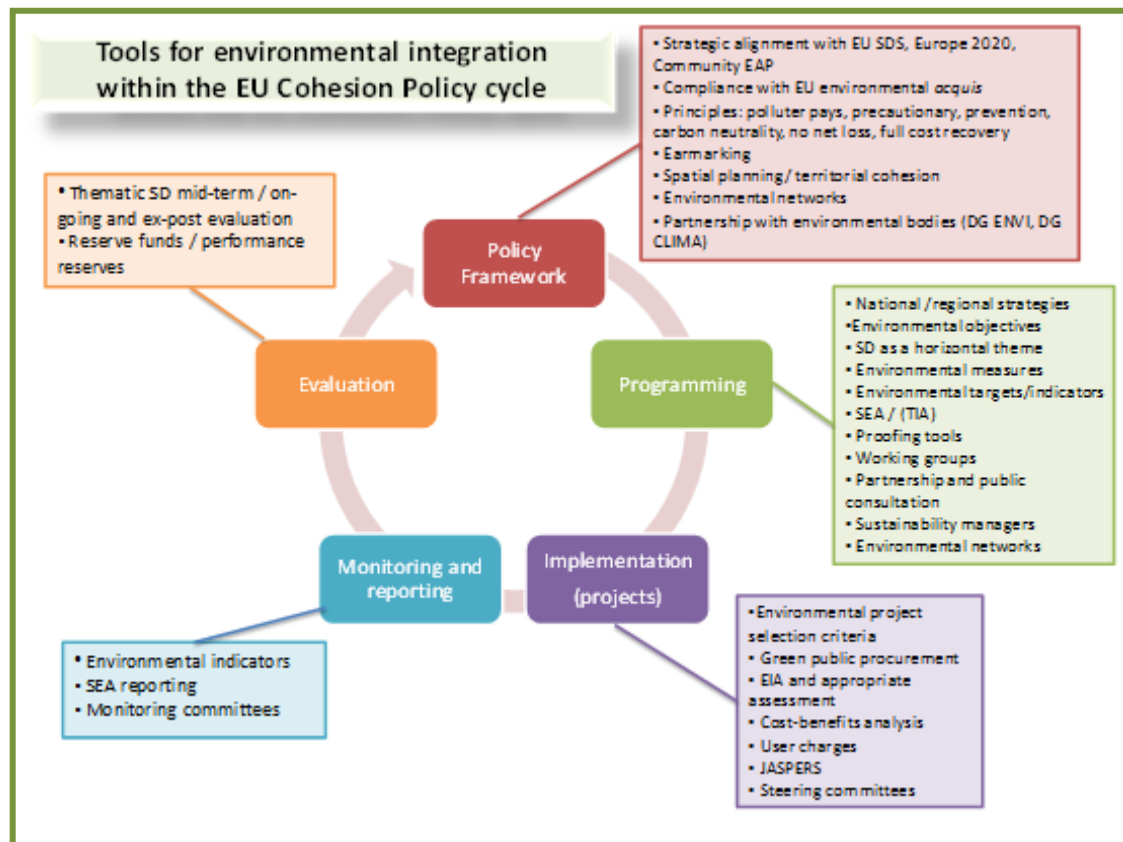 Tools for environmental integration
within the EU Cohesion Policy cycle
• Strategic alignment with EU SDS, Europe 2020,
Community EAP
• Compliance with EU environmental acquis
• Principles: polluter pays, precautionary, prevention,
carbon neutrality, no net loss, full cost recovery
• Earmarking
• Spatial planning/ territorial cohesion
• Environmental networks
• Partnership with environmental bodies (DG ENVI, DG
CLIMA)
• Thematic SD mid-term / on-
going and ex-post evaluation
• Reserve funds / performance
reserves
Policy
Framework
• National /regional strategies
•Environmental objectives
• SD as a horizontal theme
• Environmental measures
• Environmental targets/indicators
• SEA / (TIA)
• Proofing tools
• Working groups
• Partnership and public
consultation
• Sustainability managers
• Environmental networks
Evaluation
Programming
Monitoring and
reporting
Implementation
(projects)
• Environmental indicators
• SEA reporting
• Monitoring committees
•Environmental project
selection criteria
• Green public procurement
• EIA and appropriate
assessment
• Cost-benefits analysis
• User charges
• JASPERS
• Steering committees